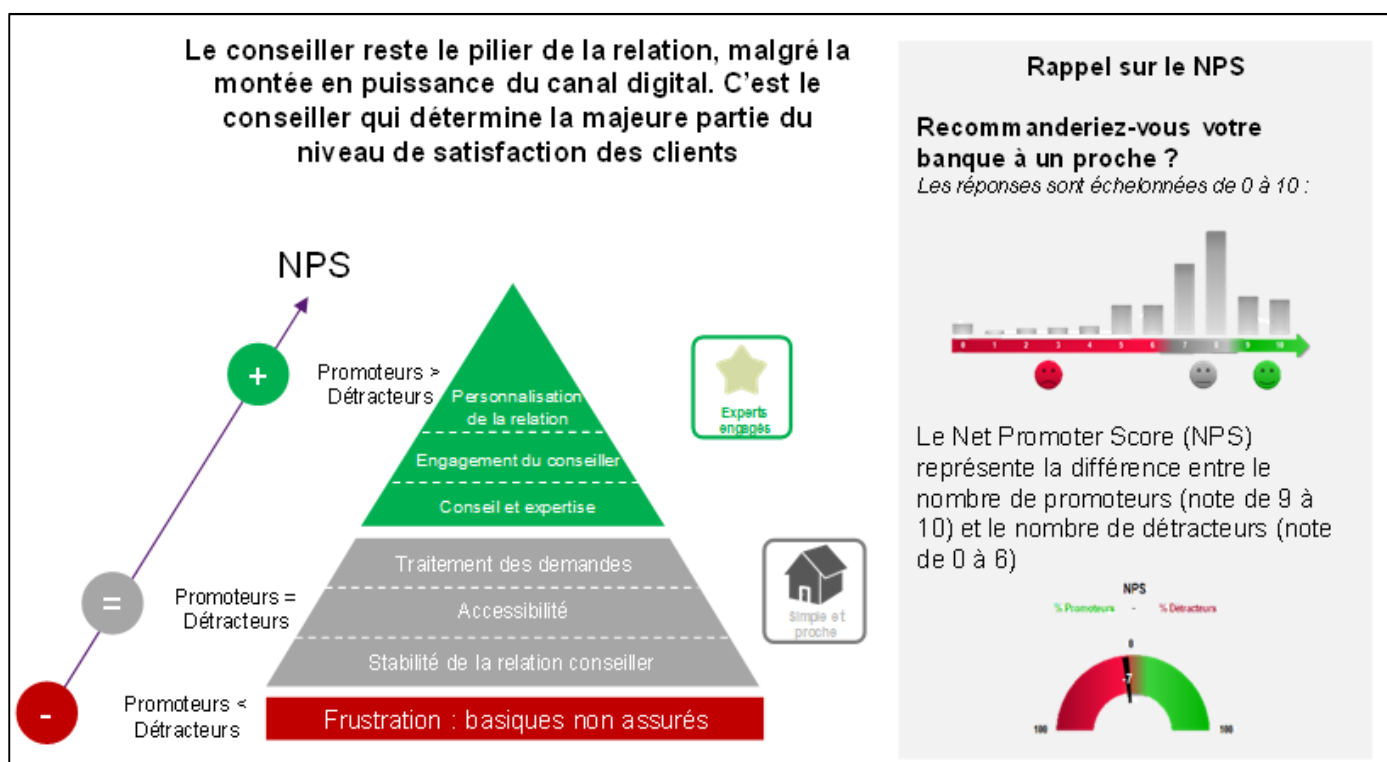 Le conseiller reste le pilier de la relation, malgré la
montée en puissance du canal digital. C'est le
conseiller qui détermine la majeure partie du
niveau de satisfaction des clients
NPS
+
Promoteurs >
Détracteurs
Personnalisation
de la relation
Engagement du conseiller
Conseil et expertise
Experts
engagés
=
Promoteurs =
Détracteurs
Traitement des demandes
Accessibilité
Stabilité de la relation conseiller
Simple et
proche
-
Promoteurs <
Détracteurs
Frustration : basiques non assurés
Rappel sur le NPS
Recommanderiez-vous votre
banque à un proche ?
Les réponses sont échelonnées de 0 à 10 :
0 1 2 3 4 5 6 7 8 9 10
Le Net Promoter Score (NPS)
représente la différence entre le
nombre de promoteurs (note de 9 à
10) et le nombre de détracteurs (note
de 0 à 6)
NPS
% Promoteurs - % Détracteurs
0
-7
100 100